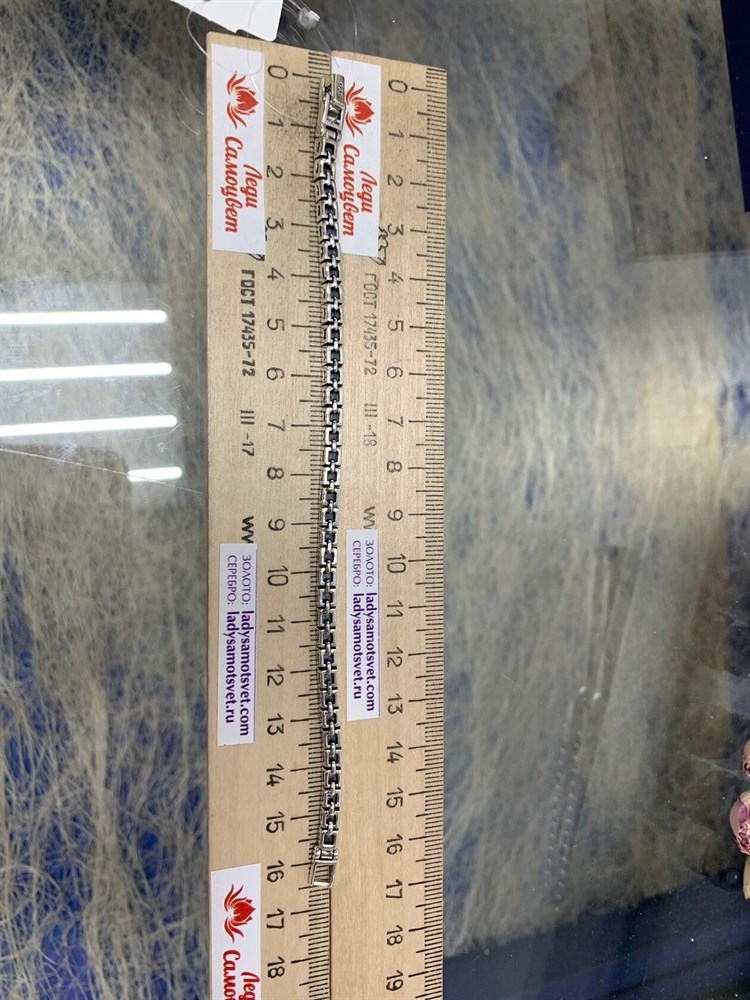 Леди
Самоцвет
ГОСТ 17435-72
III -17
ЗОЛОТО: ladysamotsvet.com
СЕРЕБРО: ladysamotsvet.ru
0 1 2 3 4 5 6 7 8 9 10 11 12 13 14 15 16 17 18
Леди
Само
Леди
Самоцвет
ГОСТ 17435-72
III -18
ЗОЛОТО: ladysamotsvet.com
СЕРЕБРО: ladysamotsvet.ru
0 1 2 3 4 5 6 7 8 9 10 11 12 13 14 15 16 17 18 19